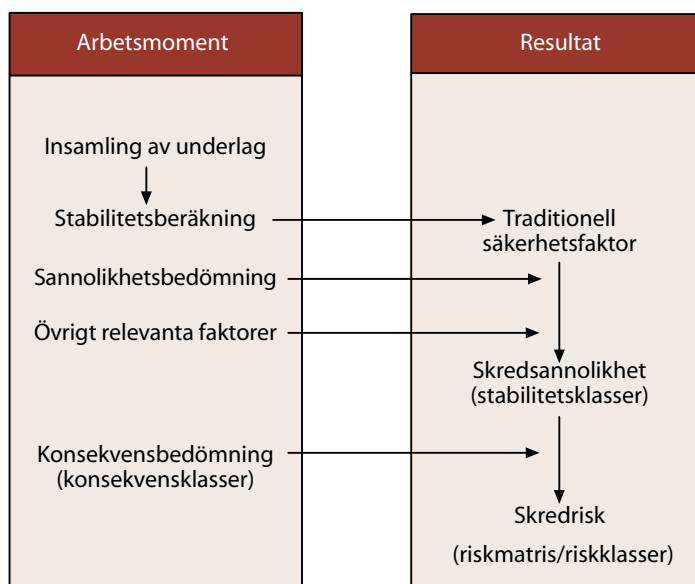 Arbetsmoment
Insamling av underlag
Stabilitetsberäkning
Sannolikhetsbedömning
Övrigt relevanta faktorer
Konsekvensbedömning
(konsekvensklasser)
Resultat
Traditionell
säkerhetsfaktor
Skredsannolikhet
(stabilitetsklasser)
Skredrisk
(riskmatris/riskklasser)